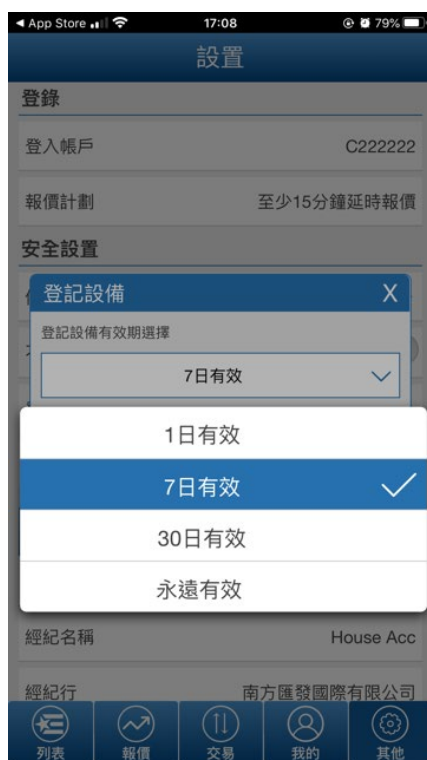 App Store 17:08 79%
設置
登錄
登入帳戶 C222222
報價計劃 至少15分鐘延時報價
安全設置
登記設備 X
登記設備有效期選擇
7日有效
1日有效
7日有效
30日有效
永遠有效
經紀名稱 House Acc
經紀行 南方匯發國際有限公司
列表 報價 交易 我的 其他